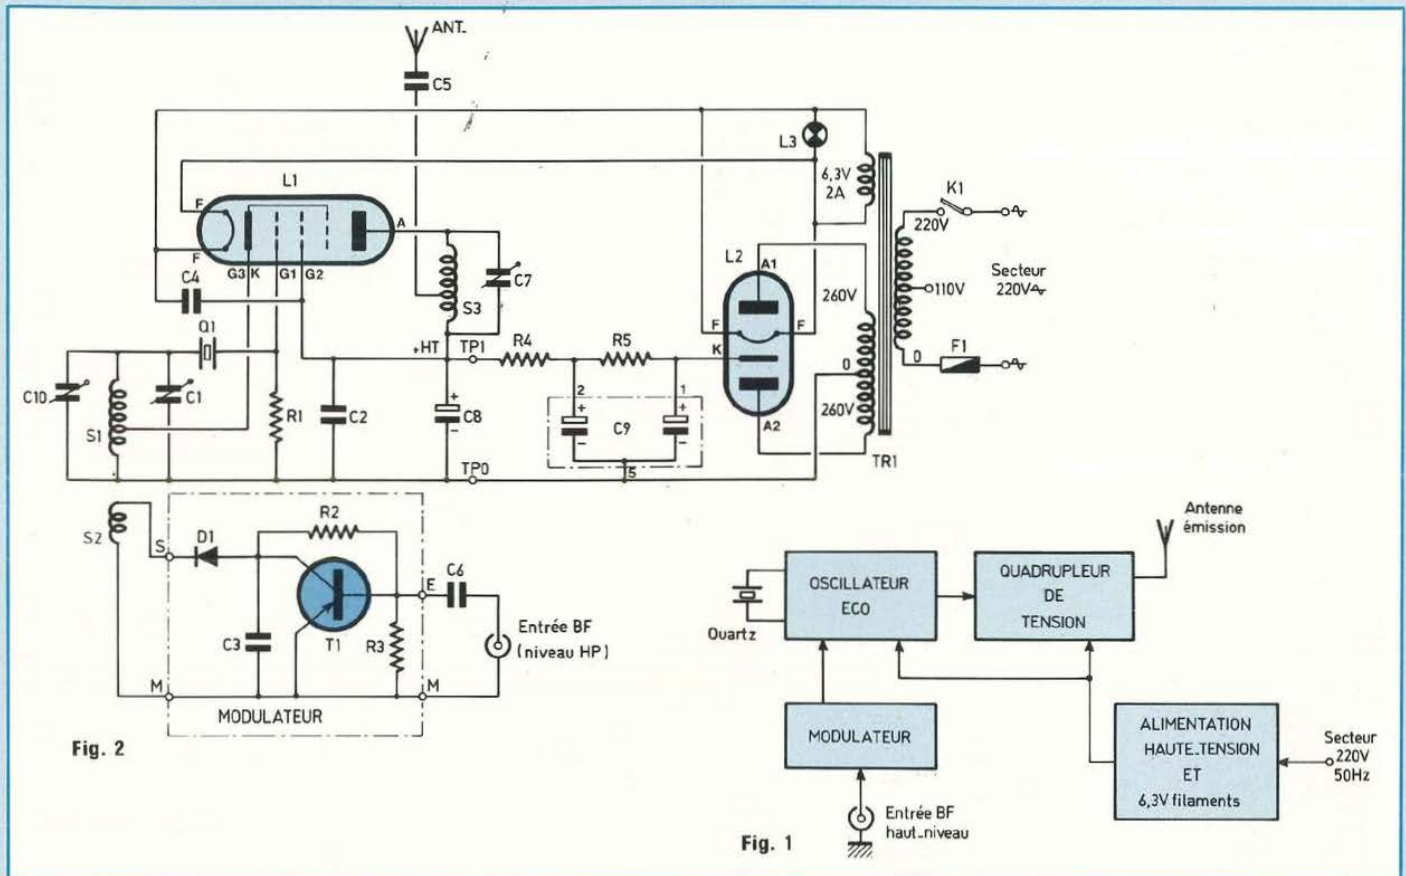 ANT.
C5
L3
L1
6,3V
2A
K1
220V
F
A
L2
A1
Secteur
220V
110V
F
G3 K
G1
G2
C4
C7
S3
260V
F
F
Q1
+HT
TP1
R4
R5
K
0
0
F1
C10
C1
2
1
+
+
+
C8
C9
S1
R1
C2
-
-
-
260V
A2
TP0
5
TR1
S2
R2
D1
S
E
C6
Entrée BF
(niveau HP)
C3
T1
R3
M
M
MODULATEUR
Fig. 2
Antenne
émission
OSCILLATEUR
ECO
QUADRUPLEUR
DE
TENSION
Quartz
MODULATEUR
ALIMENTATION
HAUTE_TENSION
ET
6,3V filaments
Secteur
220V
50Hz
Entrée BF
haut_niveau
Fig. 1